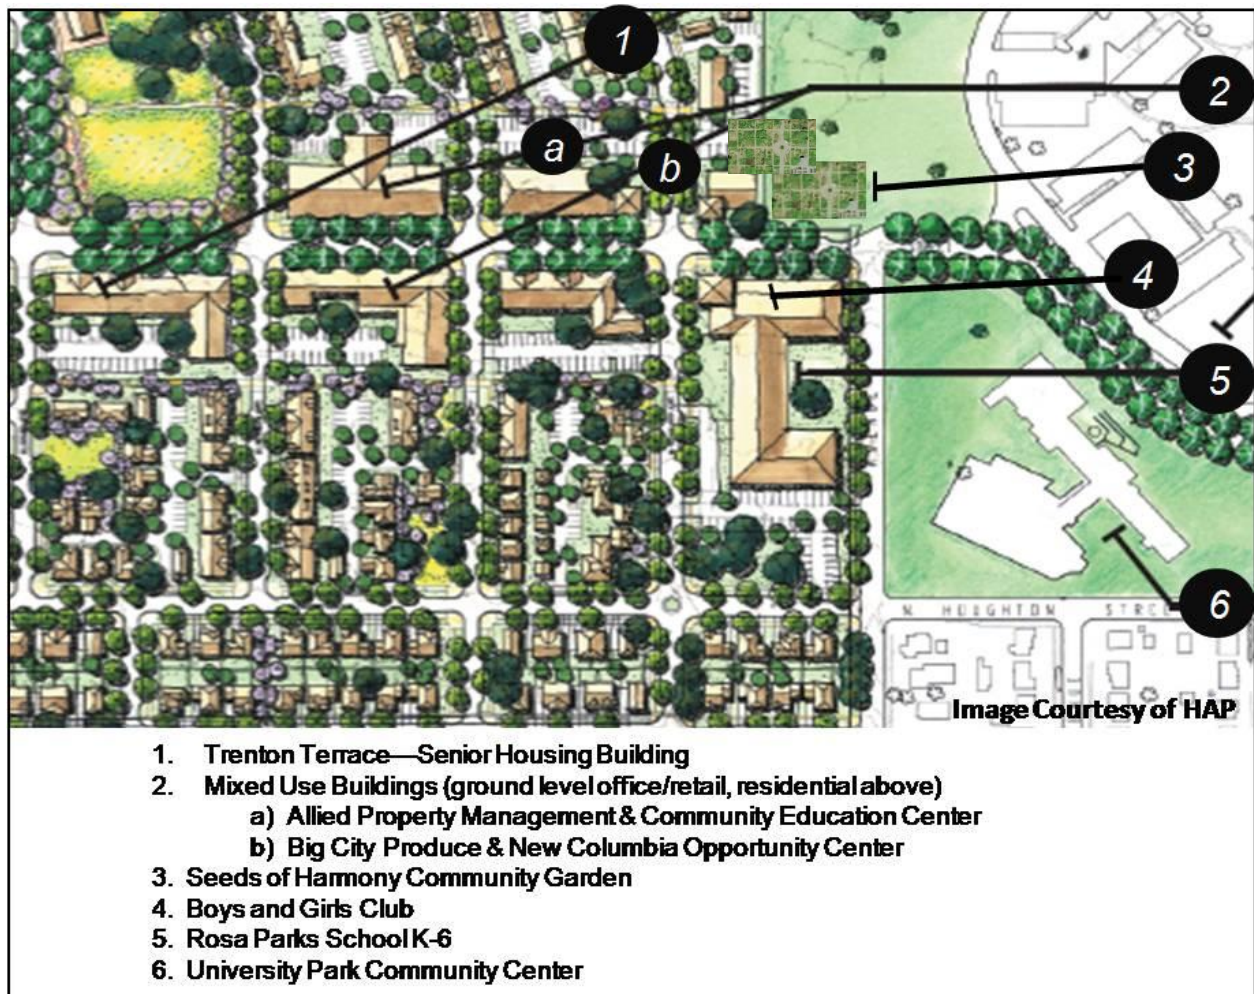 1
2
a
b
3
4
5
6
N HOUGHTON STREE
Image Courtesy of HAP
1. Trenton Terrace—Senior Housing Building
2. Mixed Use Buildings (ground level office/retail, residential above)
a) Allied Property Management & Community Education Center
b) Big City Produce & New Columbia Opportunity Center
3. Seeds of Harmony Community Garden
4. Boys and Girls Club
5. Rosa Parks School K-6
6. University Park Community Center